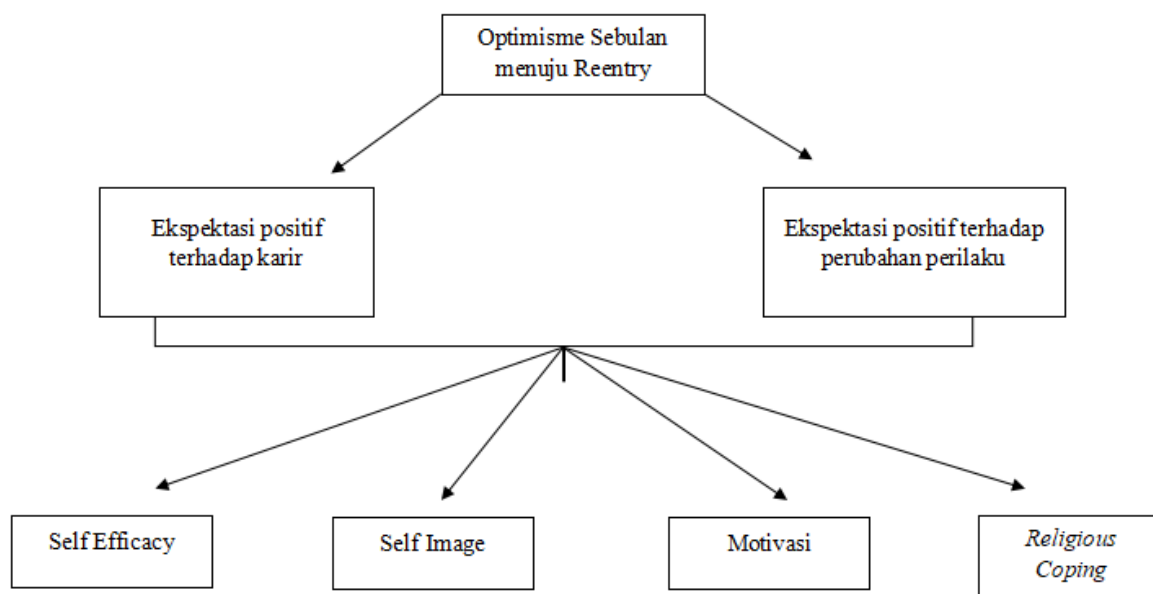 Optimisme Sebulan
menuju Reentry
Ekspektasi positif
terhadap karir
Ekspektasi positif terhadap
perubahan perilaku
Self Efficacy
Self Image
Motivasi
Religious
Coping